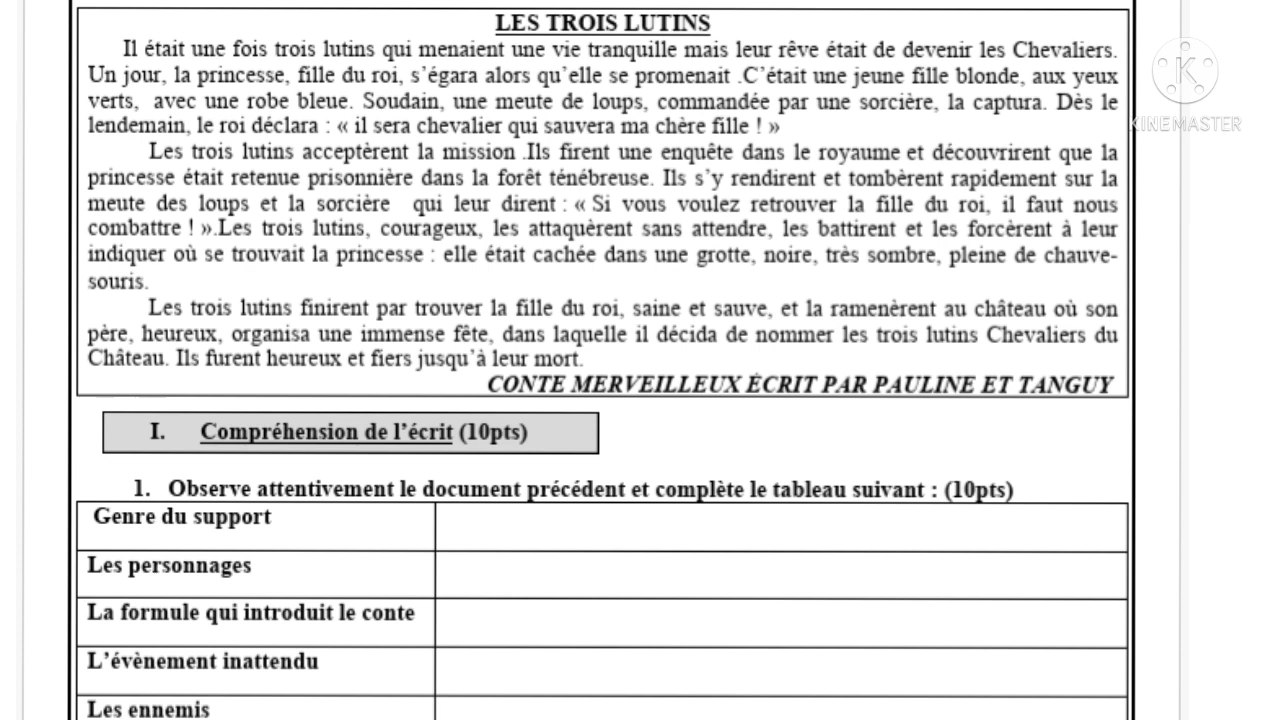 LES TROIS LUTINS
Il était une fois trois lutins qui menaient une vie tranquille mais leur rêve était de devenir les Chevaliers.
Un jour, la princesse, fille du roi, s’égara alors qu’elle se promenait .C’était une jeune fille blonde, aux yeux
verts, avec une robe bleue. Soudain, une meute de loups, commandée par une sorcière, la captura. Dès le
lendemain, le roi déclara : « il sera chevalier qui sauvera ma chère fille ! »
Les trois lutins acceptèrent la mission .Ils firent une enquête dans le royaume et découvrirent que la
princesse était retenue prisonnière dans la forêt ténébreuse. Ils s’y rendirent et tombèrent rapidement sur la
meute des loups et la sorcière qui leur dirent : « Si vous voulez retrouver la fille du roi, il faut nous
combattre ! ».Les trois lutins, courageux, les attaquèrent sans attendre, les battirent et les forcèrent à leur
indiquer où se trouvait la princesse : elle était cachée dans une grotte, noire, très sombre, pleine de chauve-
souris.
Les trois lutins finirent par trouver la fille du roi, saine et sauve, et la ramenèrent au château où son
père, heureux, organisa une immense fête, dans laquelle il décida de nommer les trois lutins Chevaliers du
Château. Ils furent heureux et fiers jusqu’à leur mort.
CONTE MERVEILLEUX ÉCRIT PAR PAULINE ET TANGUY
I. Compréhension de l’écrit (10pts)
1. Observe attentivement le document précédent et complète le tableau suivant : (10pts)
Genre du support
Les personnages
La formule qui introduit le conte
L’évènement inattendu
Les ennemis
K
KINEMASTER